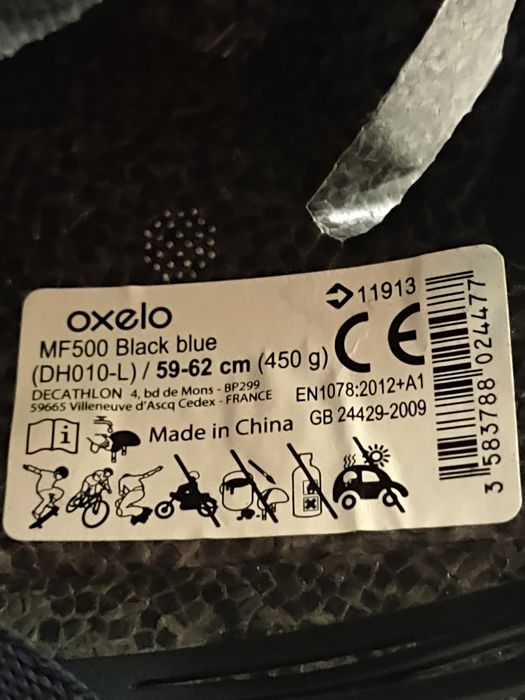 oxelo
11913
MF500 Black blue
(DH010-L) / 59-62 cm (450 g)
CE
DECATHLON 4, bd de Mons - BP299
59665 Villeneuve d'Ascq Cedex - FRANCE
EN1078:2012+A1
GB 24429-2009
i
Made in China
3 583788 024477